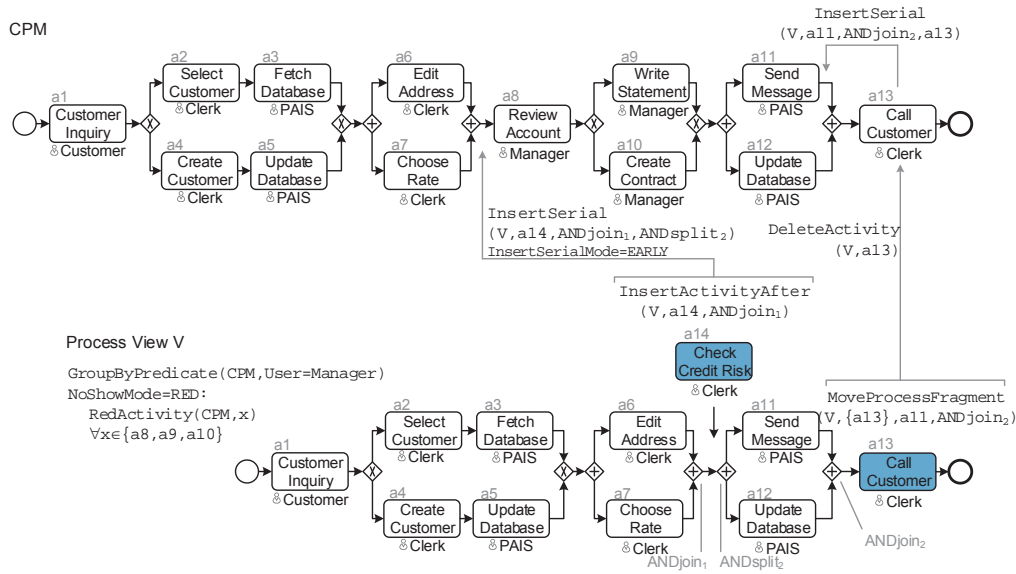 CPM
InsertSerial
(V,a11,ANDjoin₂,a13)
a2
a3
a6
a9
a11
Select
Customer
Fetch
Database
Edit
Address
Write
Statement
Send
Message
a1
Clerk
PAIS
Clerk
a8
Manager
PAIS
a13
Customer
Inquiry
X
X
Review
Account
X
X
Call
Customer
Customer
a4
a5
a7
Manager
a10
a12
Clerk
Create
Customer
Update
Database
Choose
Rate
Create
Contract
Update
Database
Clerk
PAIS
Clerk
Manager
PAIS
InsertSerial
(V,a14,ANDjoin₁,ANDsplit₂)
InsertSerialMode=EARLY
DeleteActivity
(V,a13)
InsertActivityAfter
(V,a14,ANDjoin₁)
Process View V
a14
Check
Credit Risk
Clerk
GroupByPredicate(CPM,User=Manager)
NoShowMode=RED:
RedActivity(CPM,x)
∀x∈{a8,a9,a10}
MoveProcessFragment
(V,{a13},a11,ANDjoin₂)
a2
a3
a6
a11
Select
Customer
Fetch
Database
Edit
Address
Send
Message
a1
Clerk
PAIS
Clerk
PAIS
a13
Customer
Inquiry
X
X
Call
Customer
Customer
a4
a5
a7
a12
Clerk
Create
Customer
Update
Database
Choose
Rate
Update
Database
Clerk
PAIS
Clerk
PAIS
ANDjoin₂
ANDjoin₁
ANDsplit₂